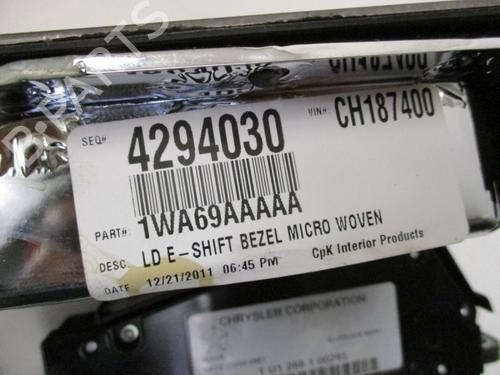 SEQ#: 4294030 VIN#: CH187400
PART#: 1WA69AAAAA
DESC. LD E-SHIFT BEZEL MICRO WOVEN
DATE 12/21/2011 06:45 PM CpK Interior Products
CHRYSLER CORPORATION